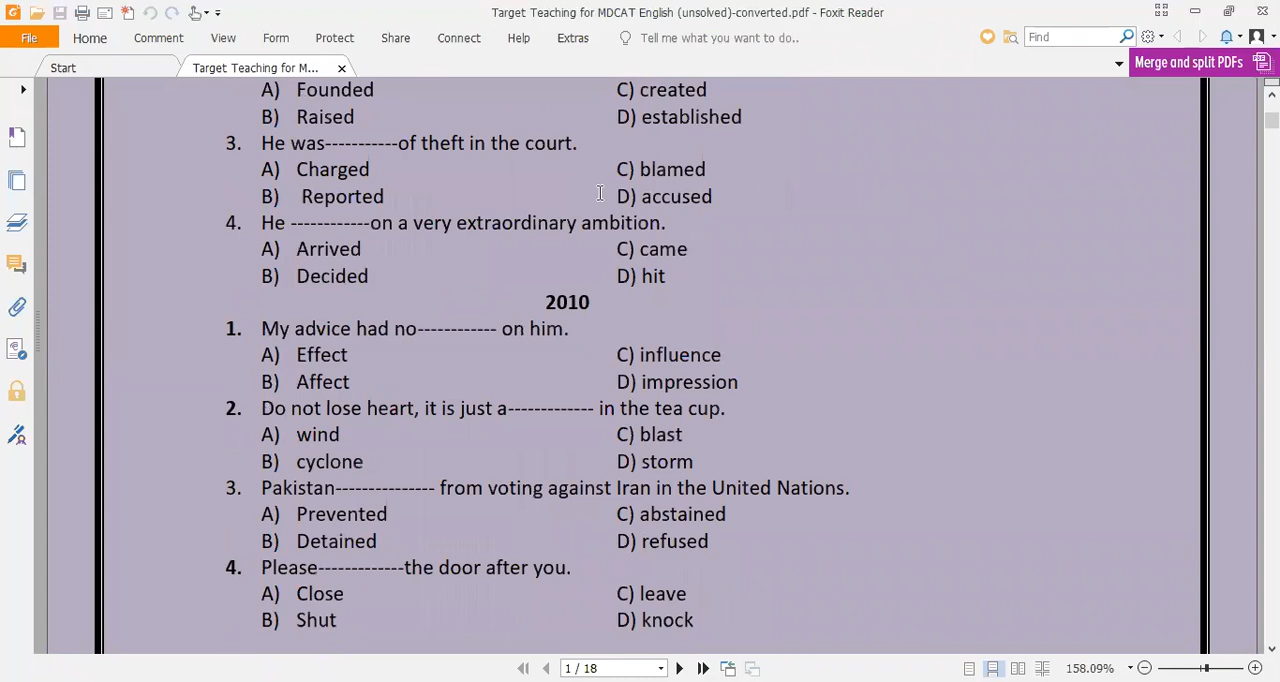 Target Teaching for MDCAT English (unsolved)-converted.pdf - Foxit Reader
File Home Comment View Form Protect Share Connect Help Extras Tell me what you want to do.. Find
Start Target Teaching for M... Merge and split PDFs
A) Founded C) created
B) Raised D) established
3. He was-----------of theft in the court.
A) Charged C) blamed
B) Reported D) accused
4. He ------------on a very extraordinary ambition.
A) Arrived C) came
B) Decided D) hit
2010
1. My advice had no------------ on him.
A) Effect C) influence
B) Affect D) impression
2. Do not lose heart, it is just a------------- in the tea cup.
A) wind C) blast
B) cyclone D) storm
3. Pakistan--------------- from voting against Iran in the United Nations.
A) Prevented C) abstained
B) Detained D) refused
4. Please-------------the door after you.
A) Close C) leave
B) Shut D) knock
1 / 18 158.09%